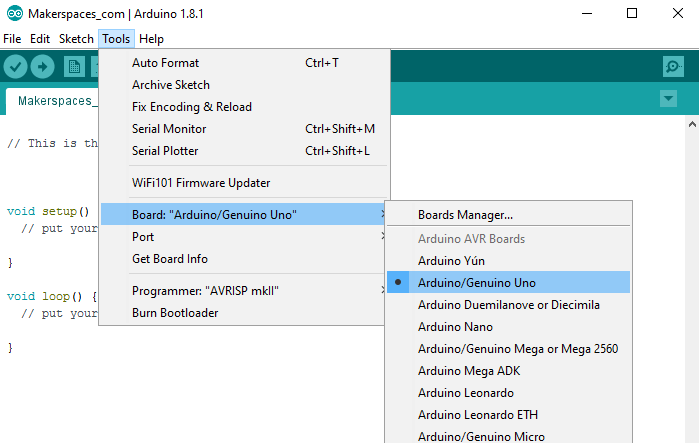 Makerspaces_com | Arduino 1.8.1
File Edit Sketch Tools Help
Makerspaces_
Auto Format Ctrl+T
Archive Sketch
Fix Encoding & Reload
Serial Monitor Ctrl+Shift+M
Serial Plotter Ctrl+Shift+L
WiFi101 Firmware Updater
Board: "Arduino/Genuino Uno"
Port
Get Board Info
Programmer: "AVRISP mkII"
Burn Bootloader
Boards Manager...
Arduino AVR Boards
Arduino Yún
Arduino/Genuino Uno
Arduino Duemilanove or Diecimila
Arduino Nano
Arduino/Genuino Mega or Mega 2560
Arduino Mega ADK
Arduino Leonardo
Arduino Leonardo ETH
Arduino/Genuino Micro
// This is th
void setup()
// put your
}
void loop() {
// put your
}